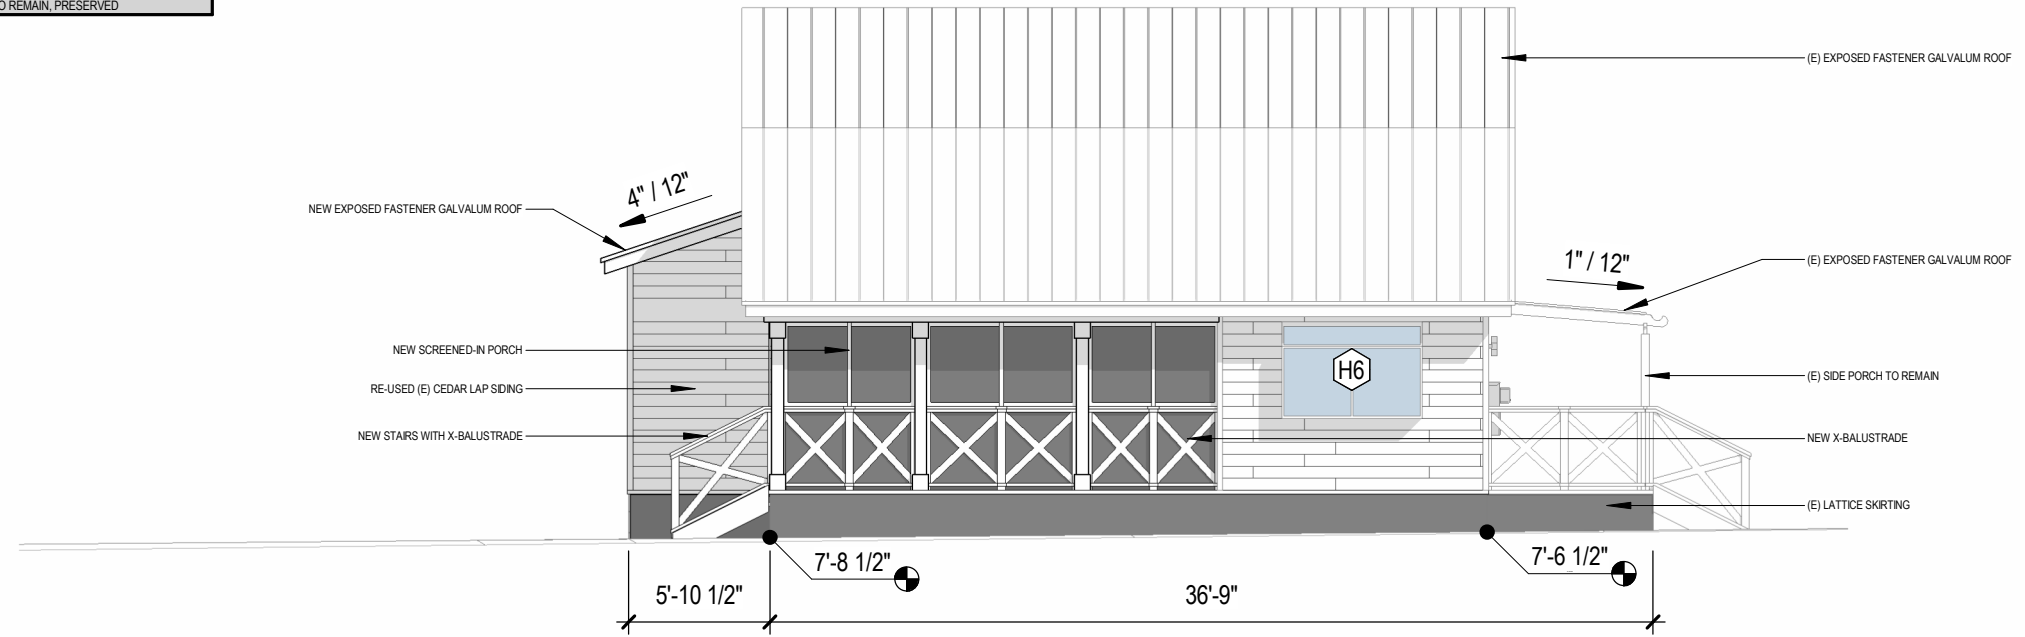 O REMAIN, PRESERVED
(E) EXPOSED FASTENER GALVALUM ROOF
4" / 12"
NEW EXPOSED FASTENER GALVALUM ROOF
1" / 12"
(E) EXPOSED FASTENER GALVALUM ROOF
NEW SCREENED-IN PORCH
H6
(E) SIDE PORCH TO REMAIN
RE-USED (E) CEDAR LAP SIDING
NEW STAIRS WITH X-BALUSTRADE
NEW X-BALUSTRADE
(E) LATTICE SKIRTING
7'-8 1/2"
7'-6 1/2"
5'-10 1/2"
36'-9"